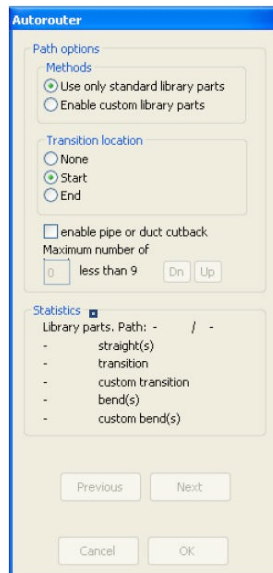 Autorouter
Path options
Methods
Use only standard library parts
Enable custom library parts
Transition location
None
Start
End
enable pipe or duct cutback
Maximum number of
0 less than 9 Dn Up
Statistics
Library parts. Path: - / -
- straight(s)
- transition
- custom transition
- bend(s)
- custom bend(s)
Previous Next
Cancel OK